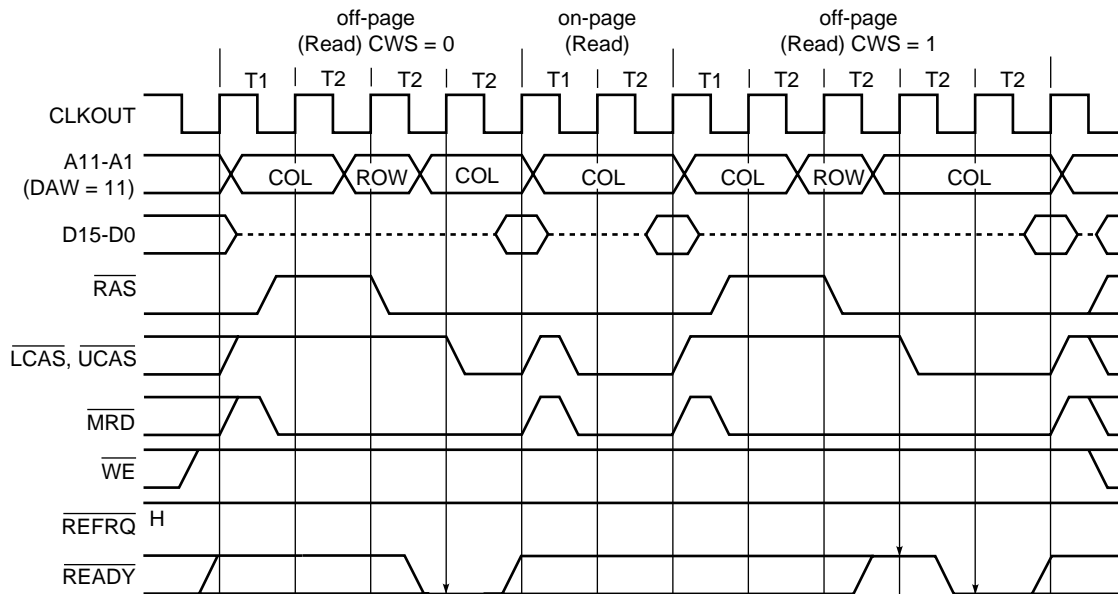 off-page
(Read) CWS = 0
on-page
(Read)
off-page
(Read) CWS = 1
T1 T2 T2 T2 T1 T2 T1 T2 T2 T2 T2
CLKOUT
A11-A1
(DAW = 11)
COL ROW COL COL COL ROW COL
D15-D0
RAS
LCAS, UCAS
MRD
WE
REFRQ H
READY